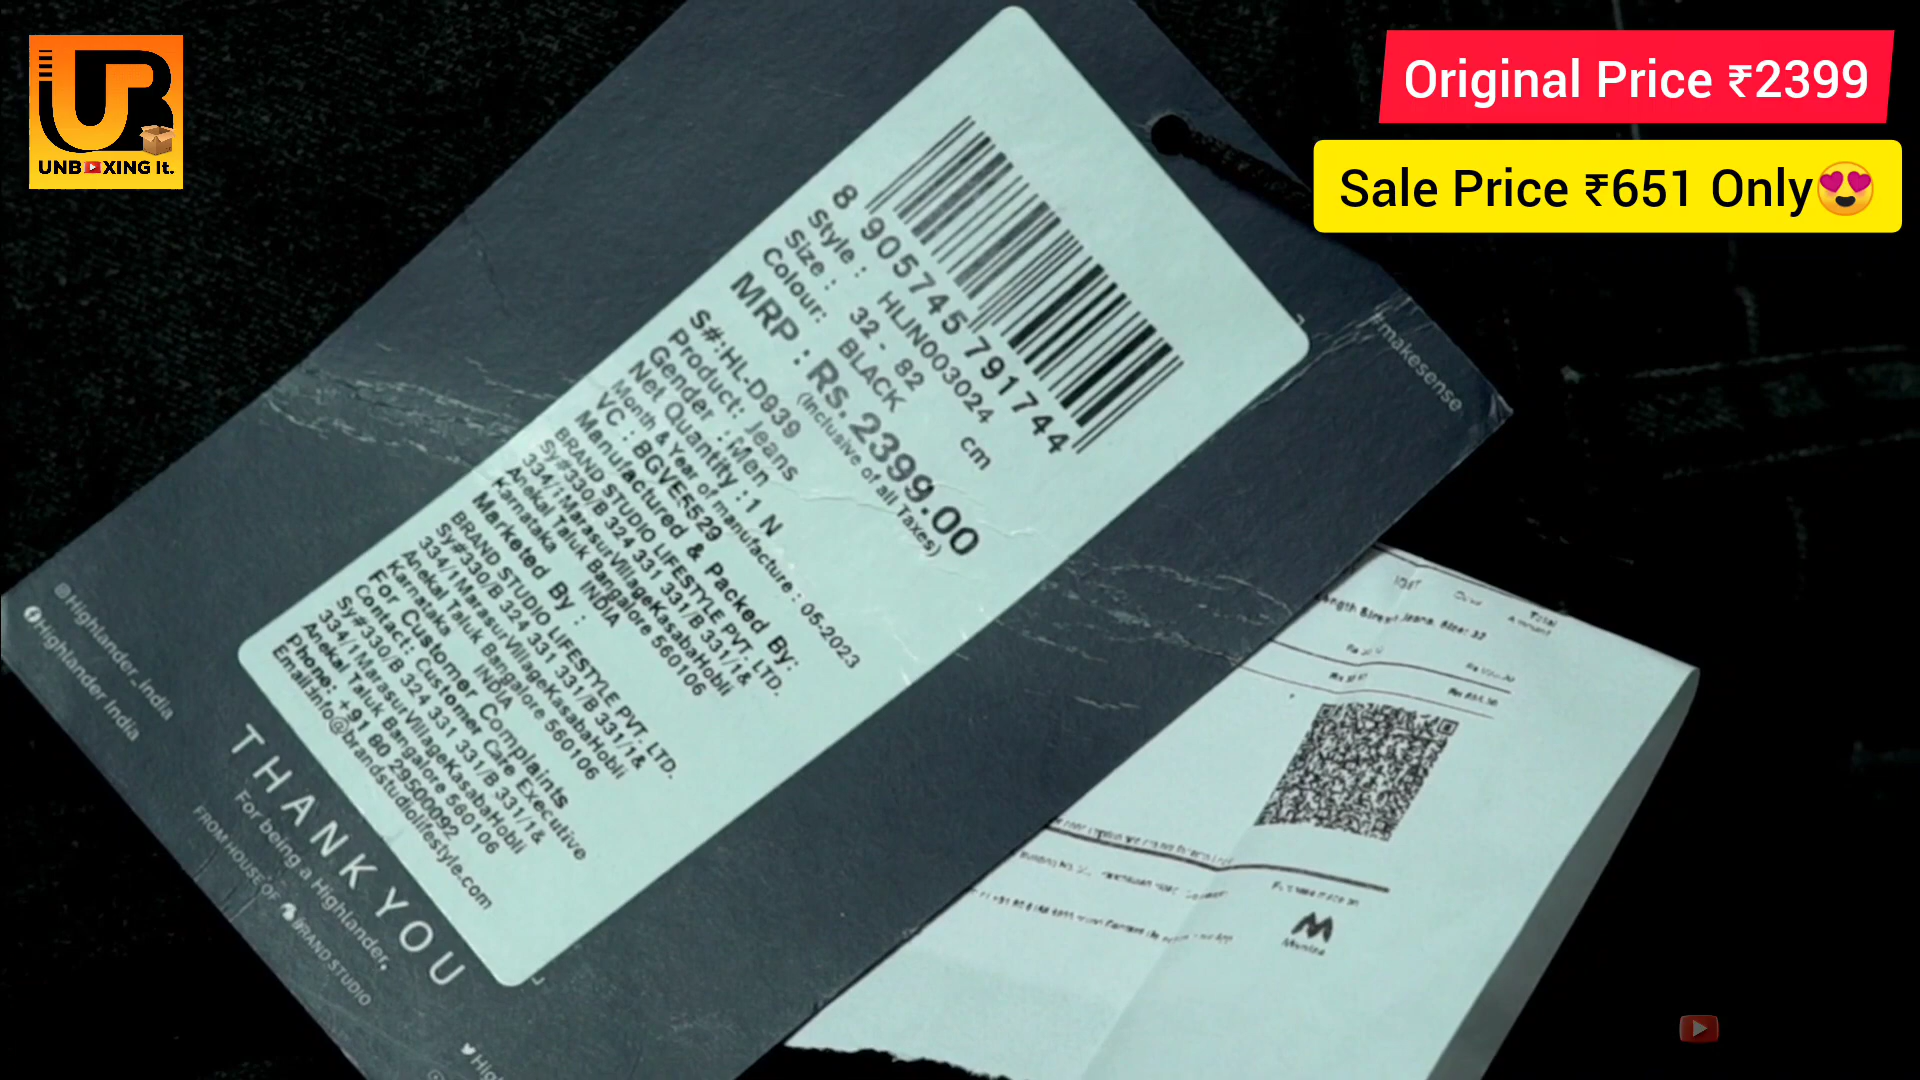 UNBOXING It.
Original Price ₹2399
Sale Price ₹651 Only😍
8 905745 791744
Style : HLJN003024
Size : 32 - 82 cm
Colour: BLACK
MRP : Rs. 2399.00
(Inclusive of all Taxes)
S#:HL-D939
Product: Jeans
Gender : Men
Net Quantity : 1 N
Month & Year of manufacture : 05-2023
VC : BGVE5529
Manufactured & Packed By:
BRAND STUDIO LIFESTYLE PVT. LTD.
Sy#330/B 324 331 331/B 331/1&
334/1MarasurVillageKasabaHobli
Anekal Taluk Bangalore 560106
Karnataka INDIA
Marketed By :
BRAND STUDIO LIFESTYLE PVT. LTD.
Sy#330/B 324 331 331/B 331/1&
334/1MarasurVillageKasabaHobli
Anekal Taluk Bangalore 560106
Karnataka INDIA
For Customer Complaints
Contact: Customer Care Executive
Sy#330/B 324 331 331/B 331/1&
334/1MarasurVillageKasabaHobli
Anekal Taluk Bangalore 560106
Phone: +91 80 29500092
Email:info@brandstudiolifestyle.com
#makesense
@Highlander_India
Highlander India
THANK YOU
For being a Highlander.
FROM HOUSE OF BRAND STUDIO
Total
Amount
Jeans, Size: 32